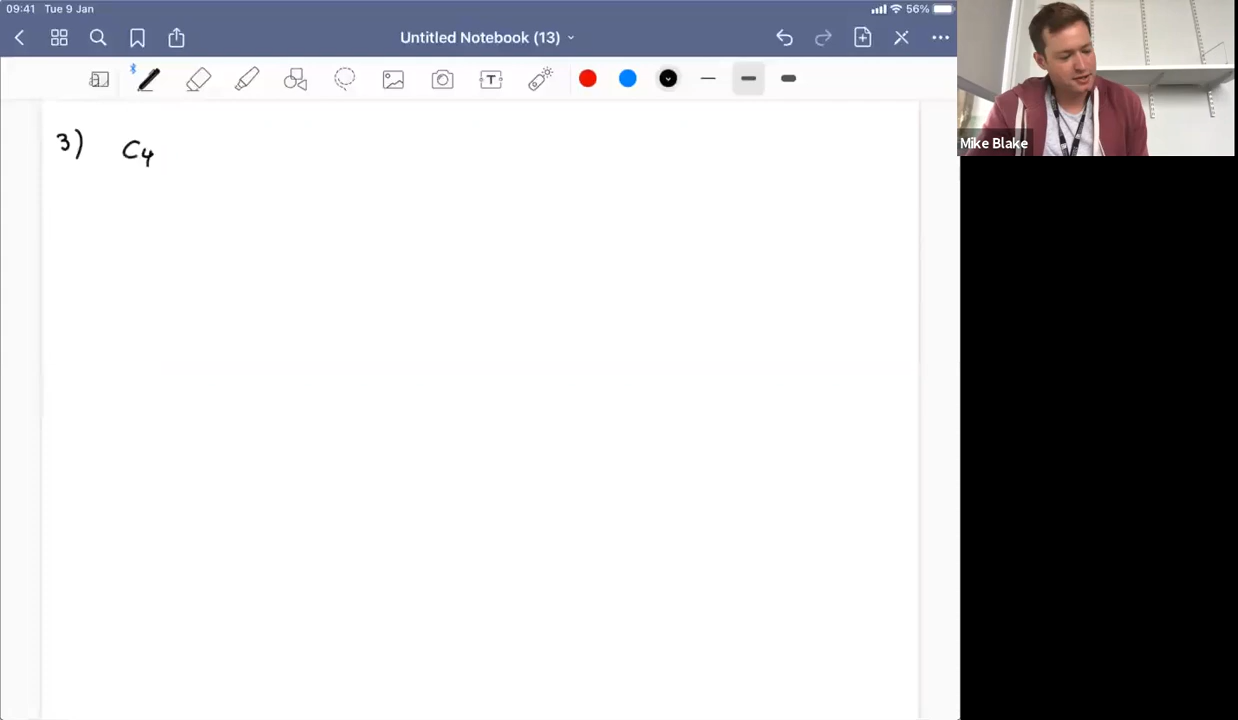 09:41 Tue 9 Jan 56%
Untitled Notebook (13)
T
3) C4
Mike Blake